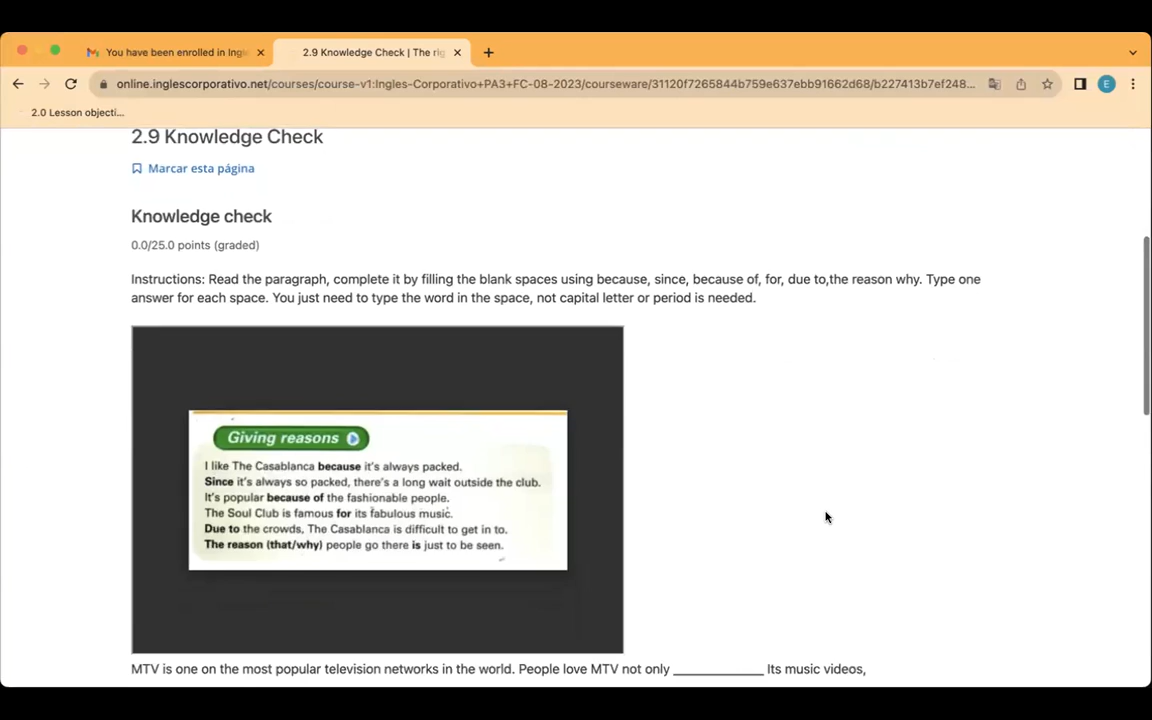 You have been enrolled in Ingl
2.9 Knowledge Check | The rig
online.inglescorporativo.net/courses/course-v1:Ingles-Corporativo+PA3+FC-08-2023/courseware/31120f7265844b759e637ebb91662d68/b227413b7ef248...
E
2.0 Lesson objecti...
2.9 Knowledge Check
Marcar esta página
Knowledge check
0.0/25.0 points (graded)
Instructions: Read the paragraph, complete it by filling the blank spaces using because, since, because of, for, due to,the reason why. Type one
answer for each space. You just need to type the word in the space, not capital letter or period is needed.
Giving reasons
I like The Casablanca because it's always packed.
Since it's always so packed, there's a long wait outside the club.
It's popular because of the fashionable people.
The Soul Club is famous for its fabulous music.
Due to the crowds, The Casablanca is difficult to get in to.
The reason (that/why) people go there is just to be seen.
MTV is one on the most popular television networks in the world. People love MTV not only _____________ Its music videos,